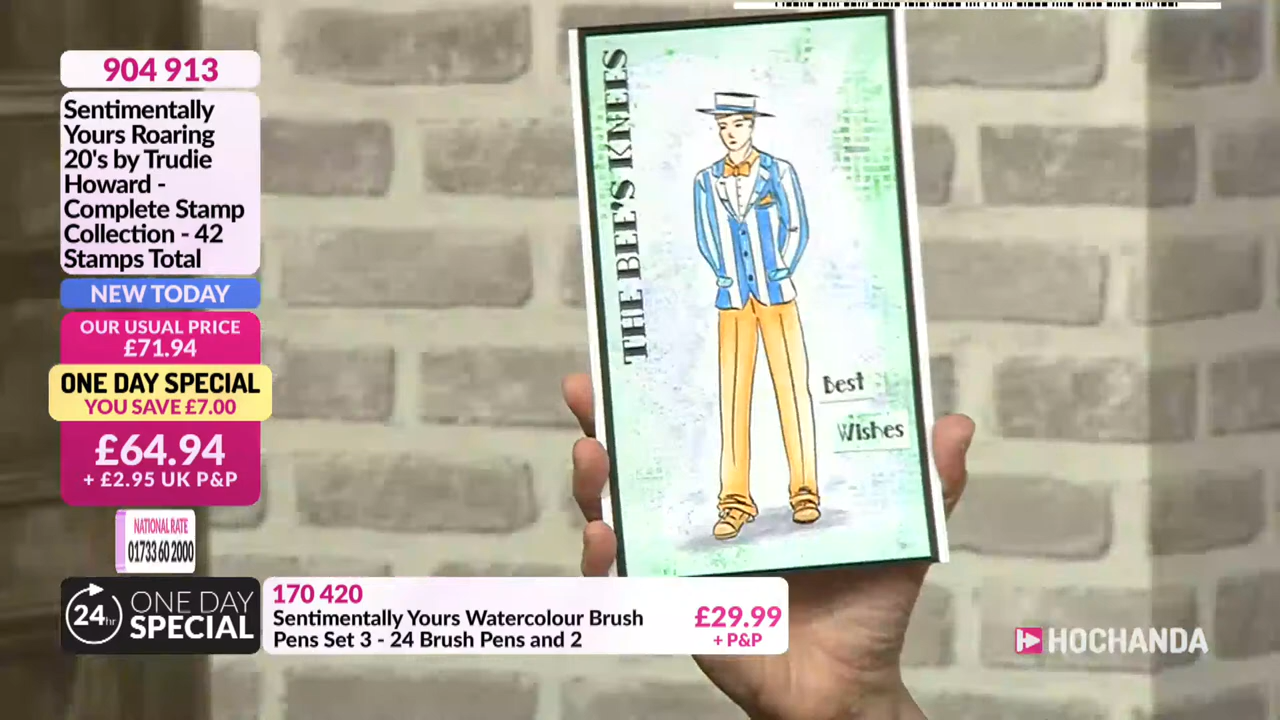 904 913
Sentimentally
Yours Roaring
20's by Trudie
Howard -
Complete Stamp
Collection - 42
Stamps Total
NEW TODAY
OUR USUAL PRICE
£71.94
ONE DAY SPECIAL
YOU SAVE £7.00
£64.94
+ £2.95 UK P&P
NATIONAL RATE
01733 60 2000
24hr
ONE DAY
SPECIAL
170 420
Sentimentally Yours Watercolour Brush
Pens Set 3 - 24 Brush Pens and 2
£29.99
+ P&P
THE BEE'S KNEES
Best
Wishes
HOCHANDA